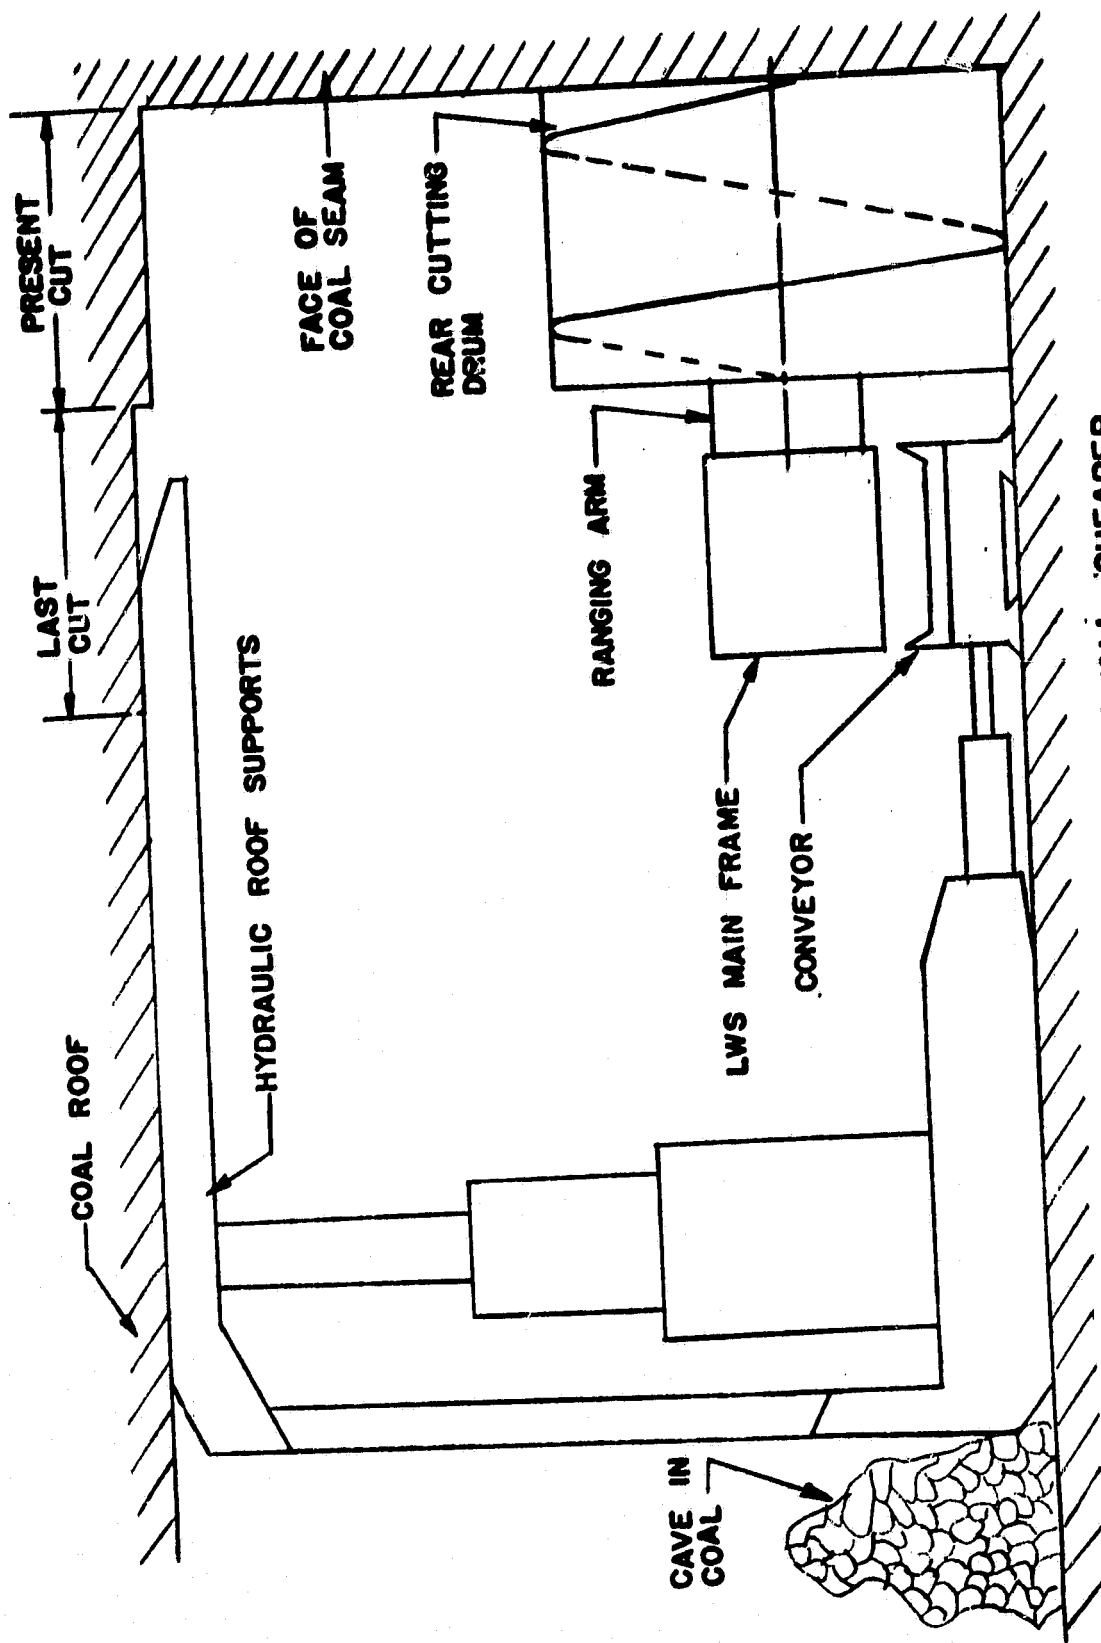 PRESENT
CUT
LAST
CUT
COAL ROOF
HYDRAULIC ROOF SUPPORTS
FACE OF
COAL SEAM
REAR CUTTING
DRUM
RANGING ARM
LWS MAIN FRAME
CONVEYOR
CAVE IN
COAL